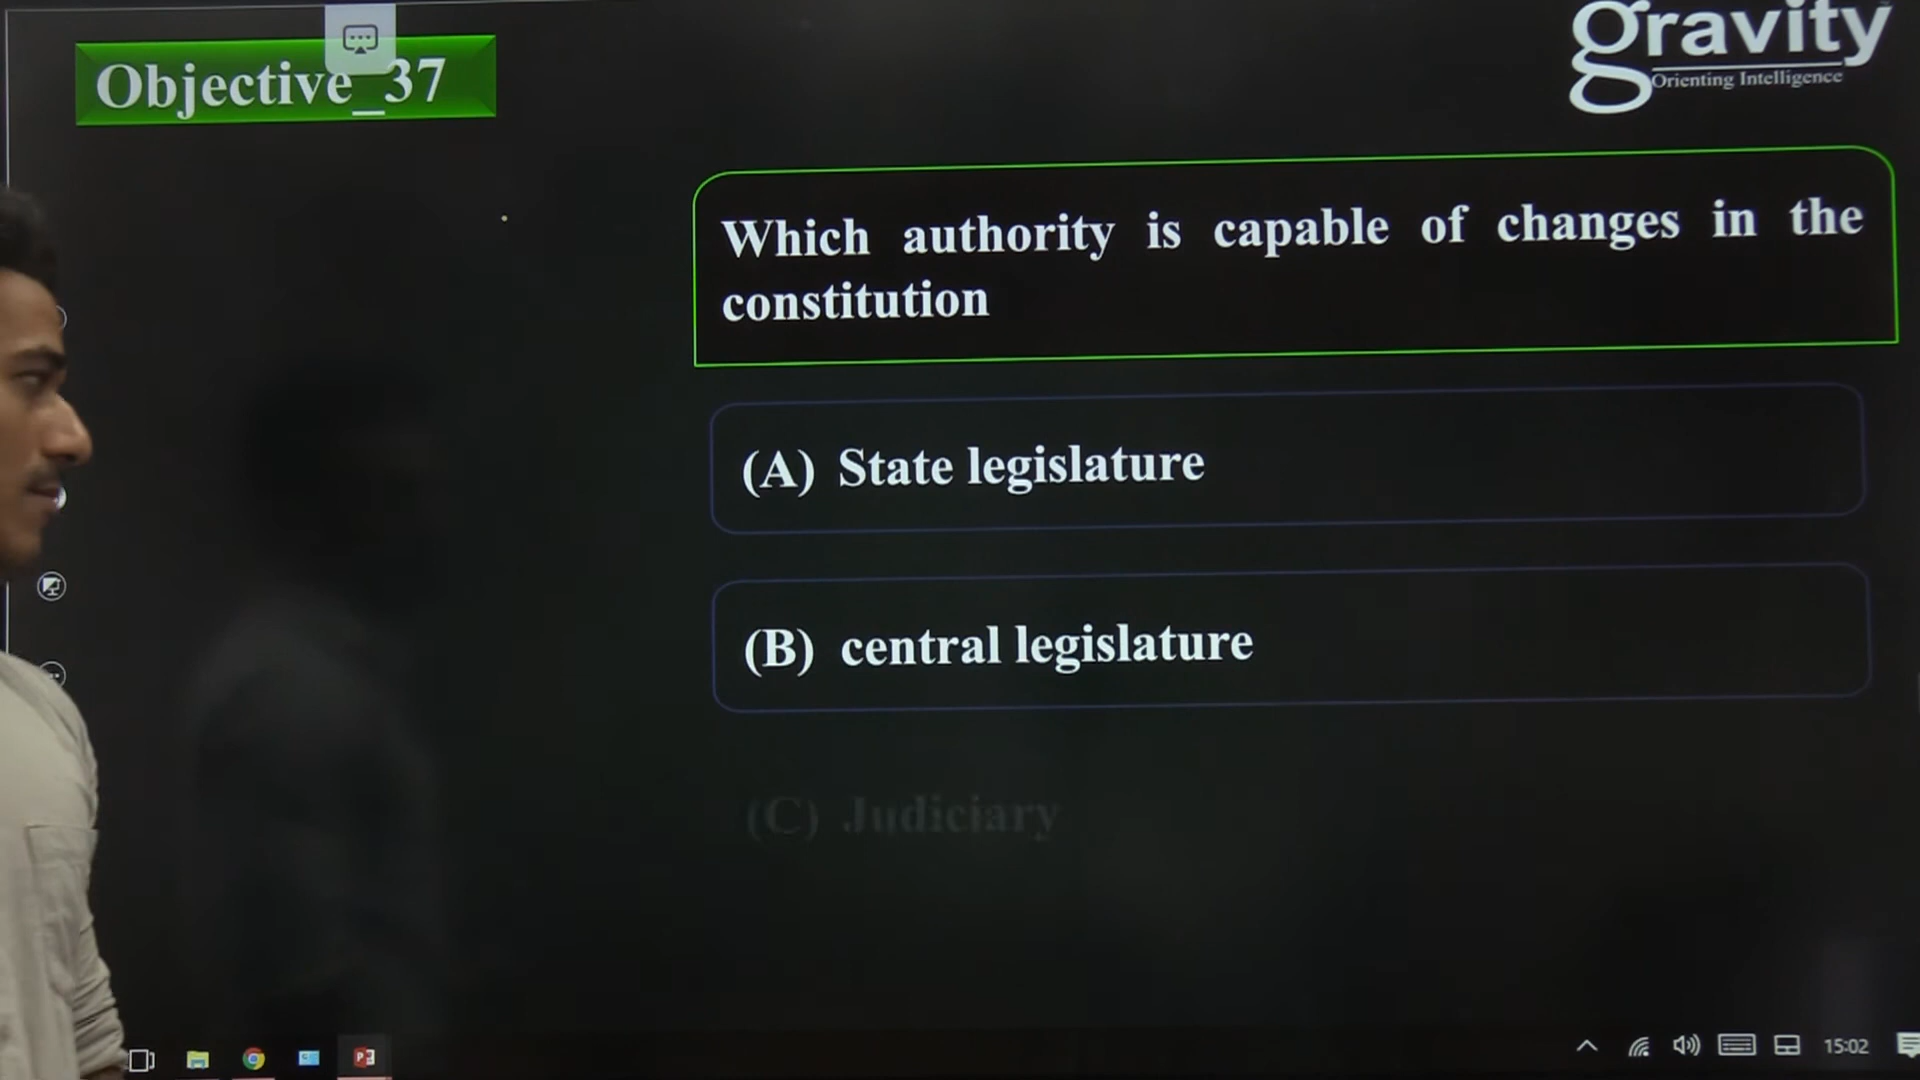 Objective_37
gravity
Orienting Intelligence
Which authority is capable of changes in the
constitution
(A) State legislature
(B) central legislature
(C) Judiciary
15:02